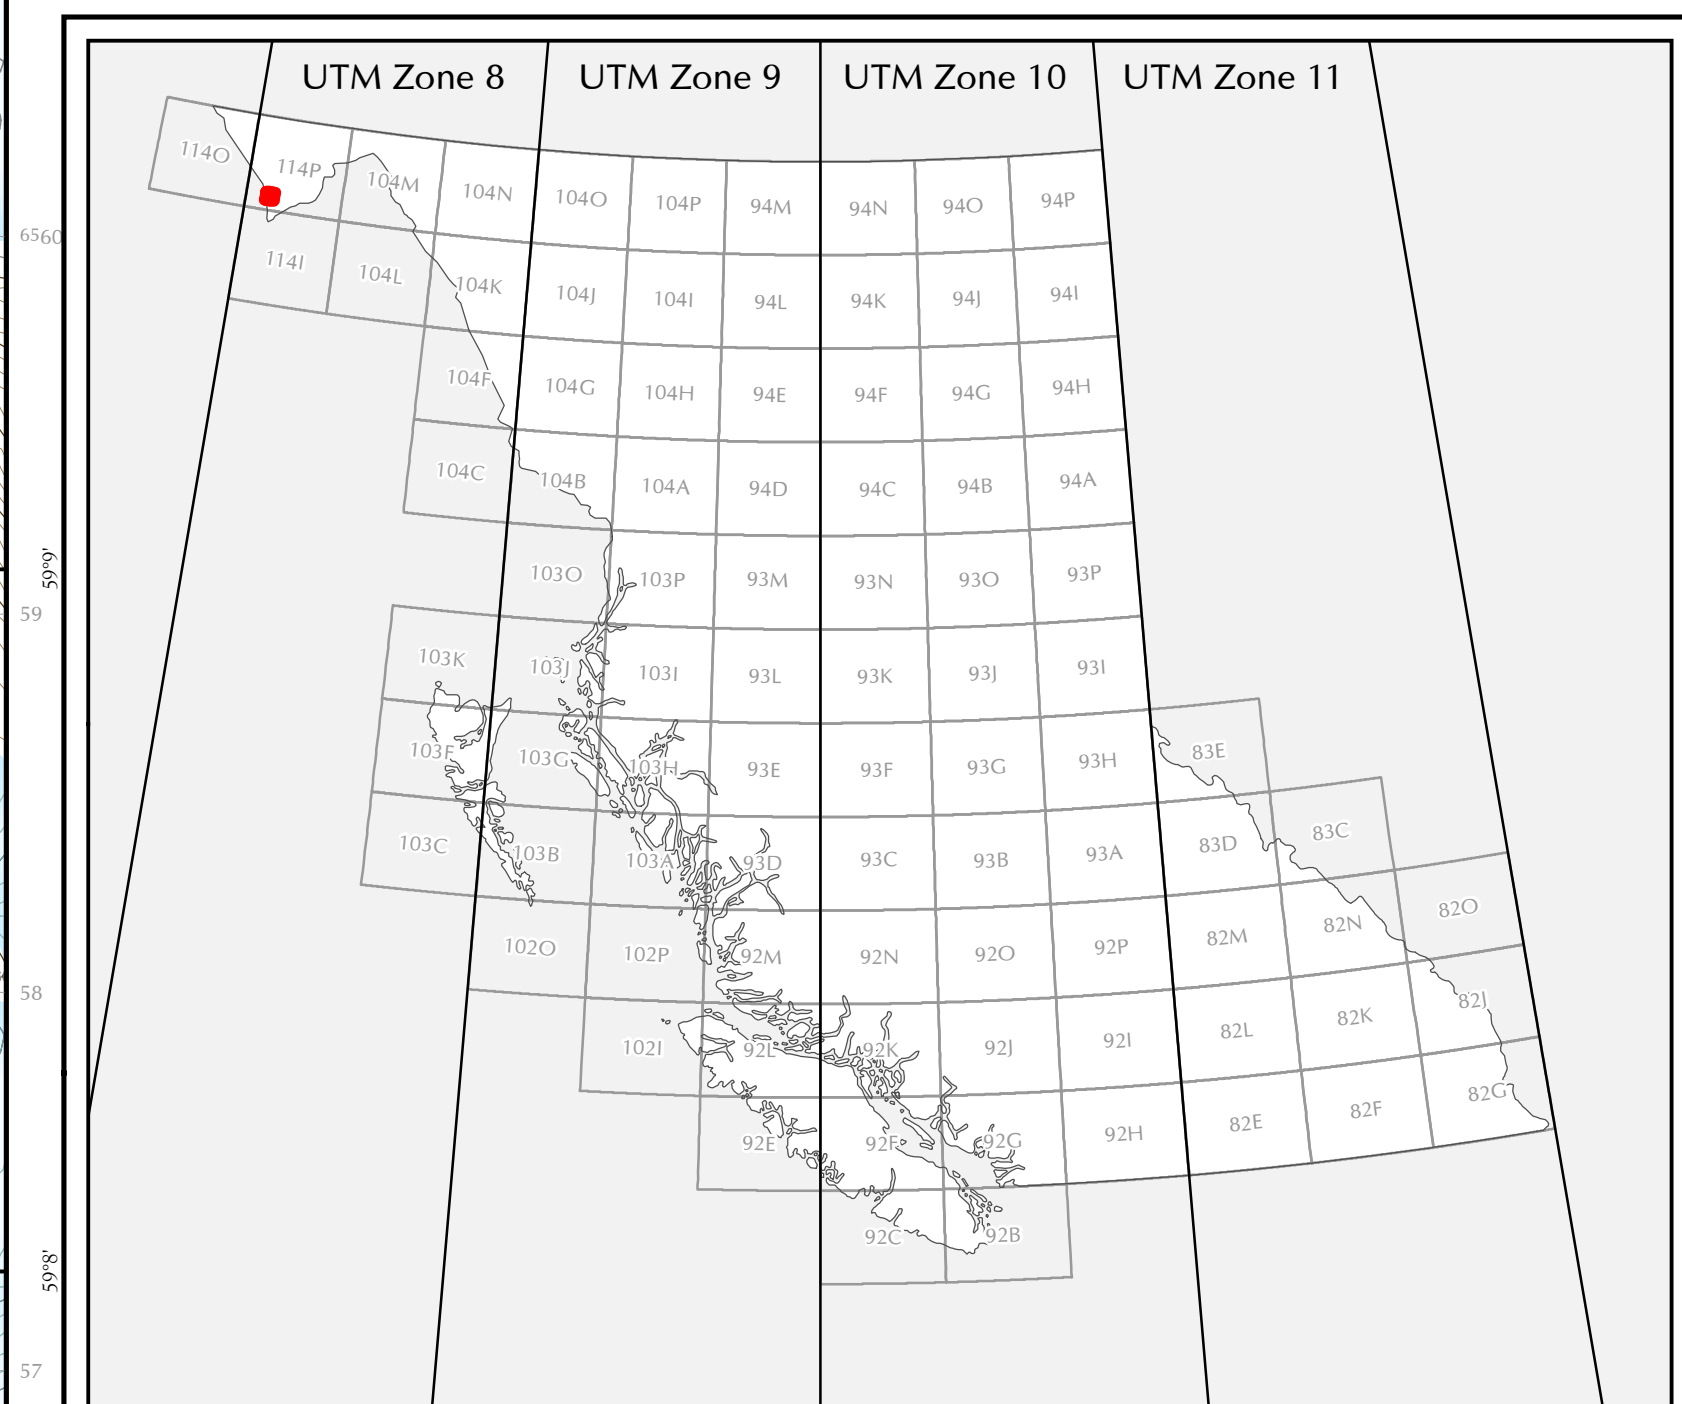 UTM Zone 8 UTM Zone 9 UTM Zone 10 UTM Zone 11
114O 114P 104M 104N 104O 104P 94M 94N 94O 94P
6560
114I 104L 104K 104J 104I 94L 94K 94J 94I
104F 104G 104H 94E 94F 94G 94H
104C 104B 104A 94D 94C 94B 94A
59°9'
103O 103P 93M 93N 93O 93P
59
103K 103J 103I 93L 93K 93J 93I
103F 103G 103H 93E 93F 93G 93H 83E
103C 103B 103A 93D 93C 93B 93A 83D 83C
102O 102P 92M 92N 92O 92P 82M 82N 82O
58
102I 92L 92K 92J 92I 82L 82K 82J
92E 92F 92G 92H 82E 82F 82G
92C 92B
59°8'
57